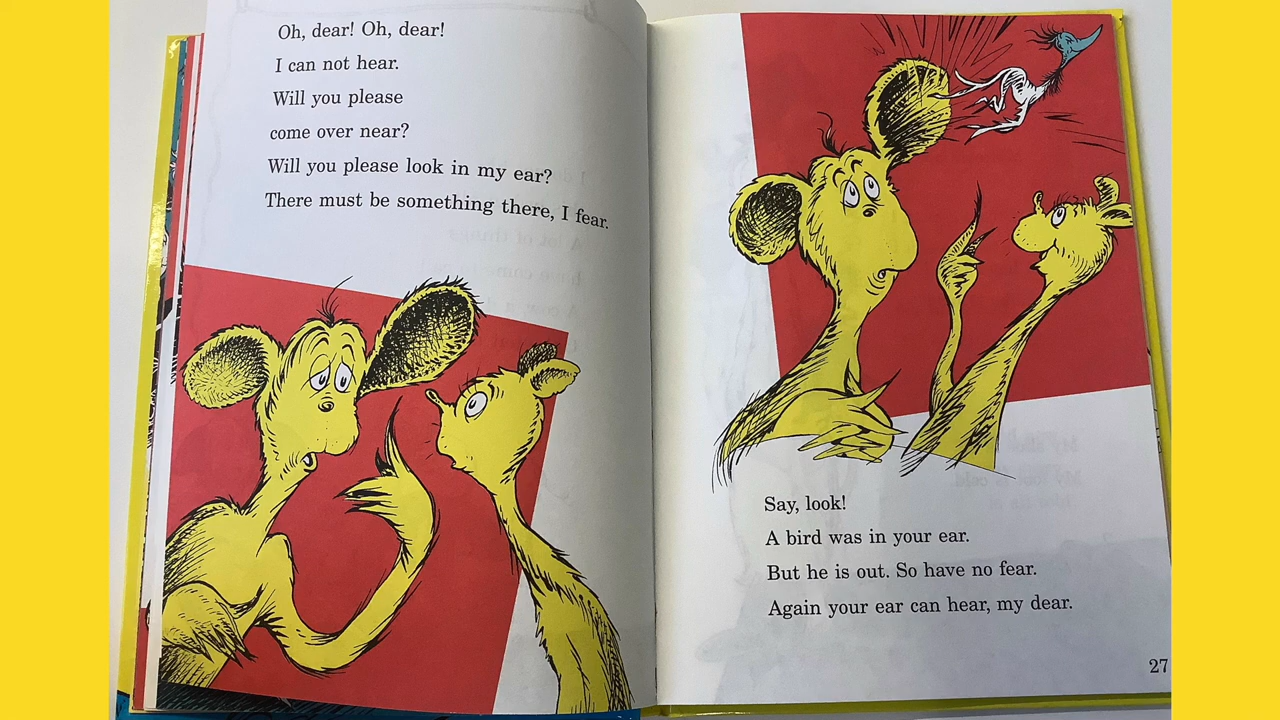 Oh, dear! Oh, dear!
I can not hear.
Will you please
come over near?
Will you please look in my ear?
There must be something there, I fear.
Say, look!
A bird was in your ear.
But he is out. So have no fear.
Again your ear can hear, my dear.
27